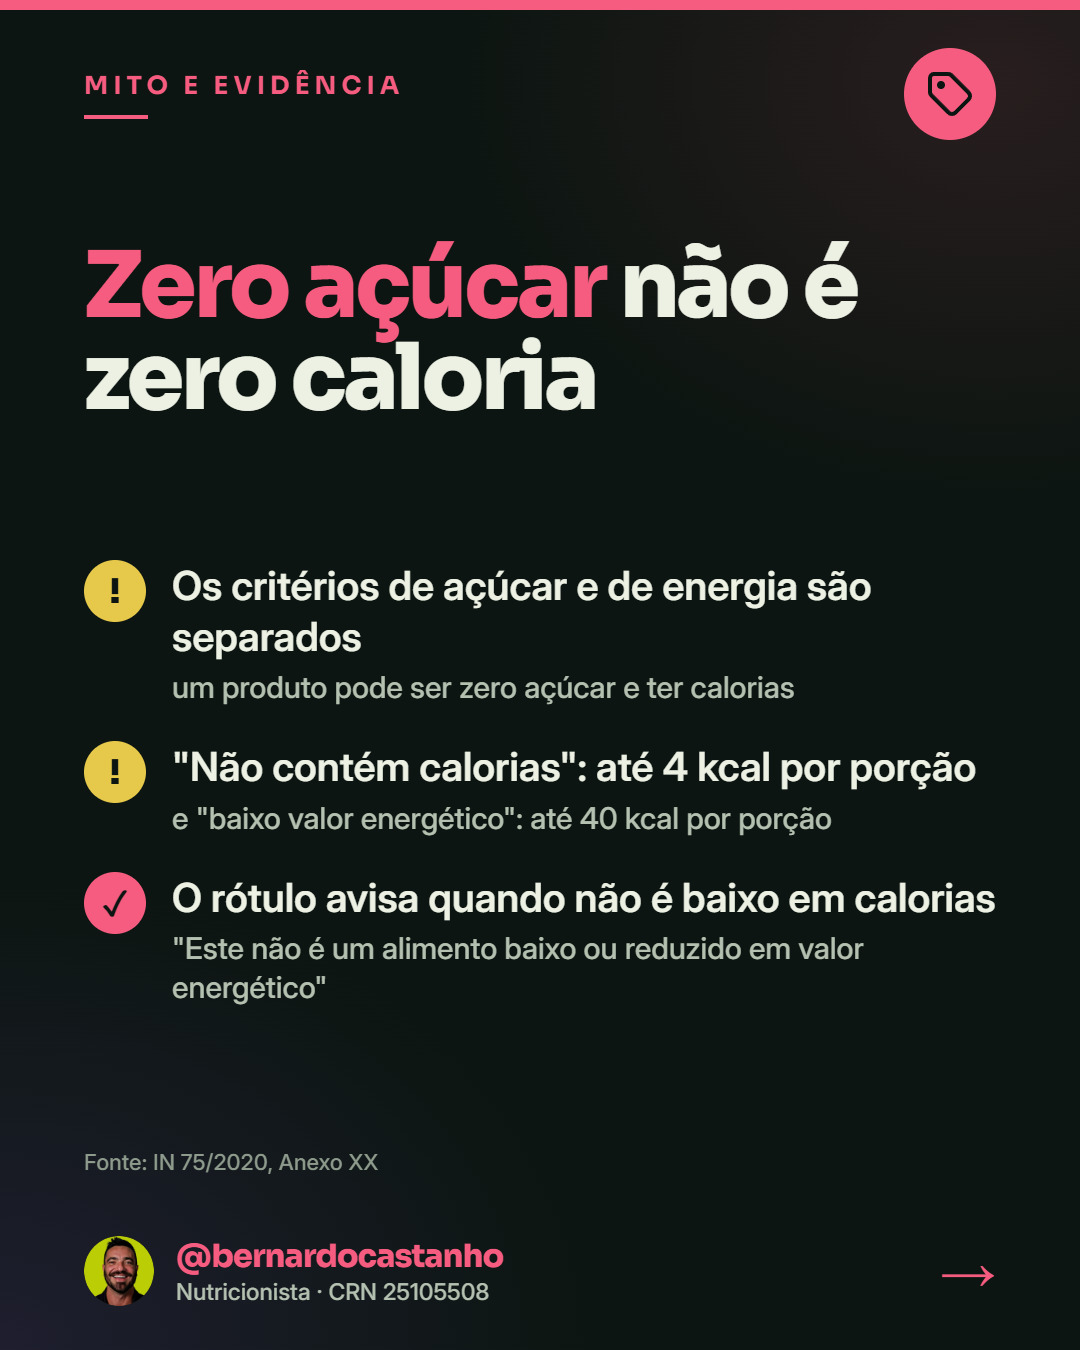 MITO E EVIDÊNCIA
Zero açúcar não é
zero caloria
! Os critérios de açúcar e de energia são
separados
um produto pode ser zero açúcar e ter calorias
! "Não contém calorias": até 4 kcal por porção
e "baixo valor energético": até 40 kcal por porção
✓ O rótulo avisa quando não é baixo em calorias
"Este não é um alimento baixo ou reduzido em valor
energético"
Fonte: IN 75/2020, Anexo XX
@bernardocastanho
Nutricionista · CRN 25105508
→